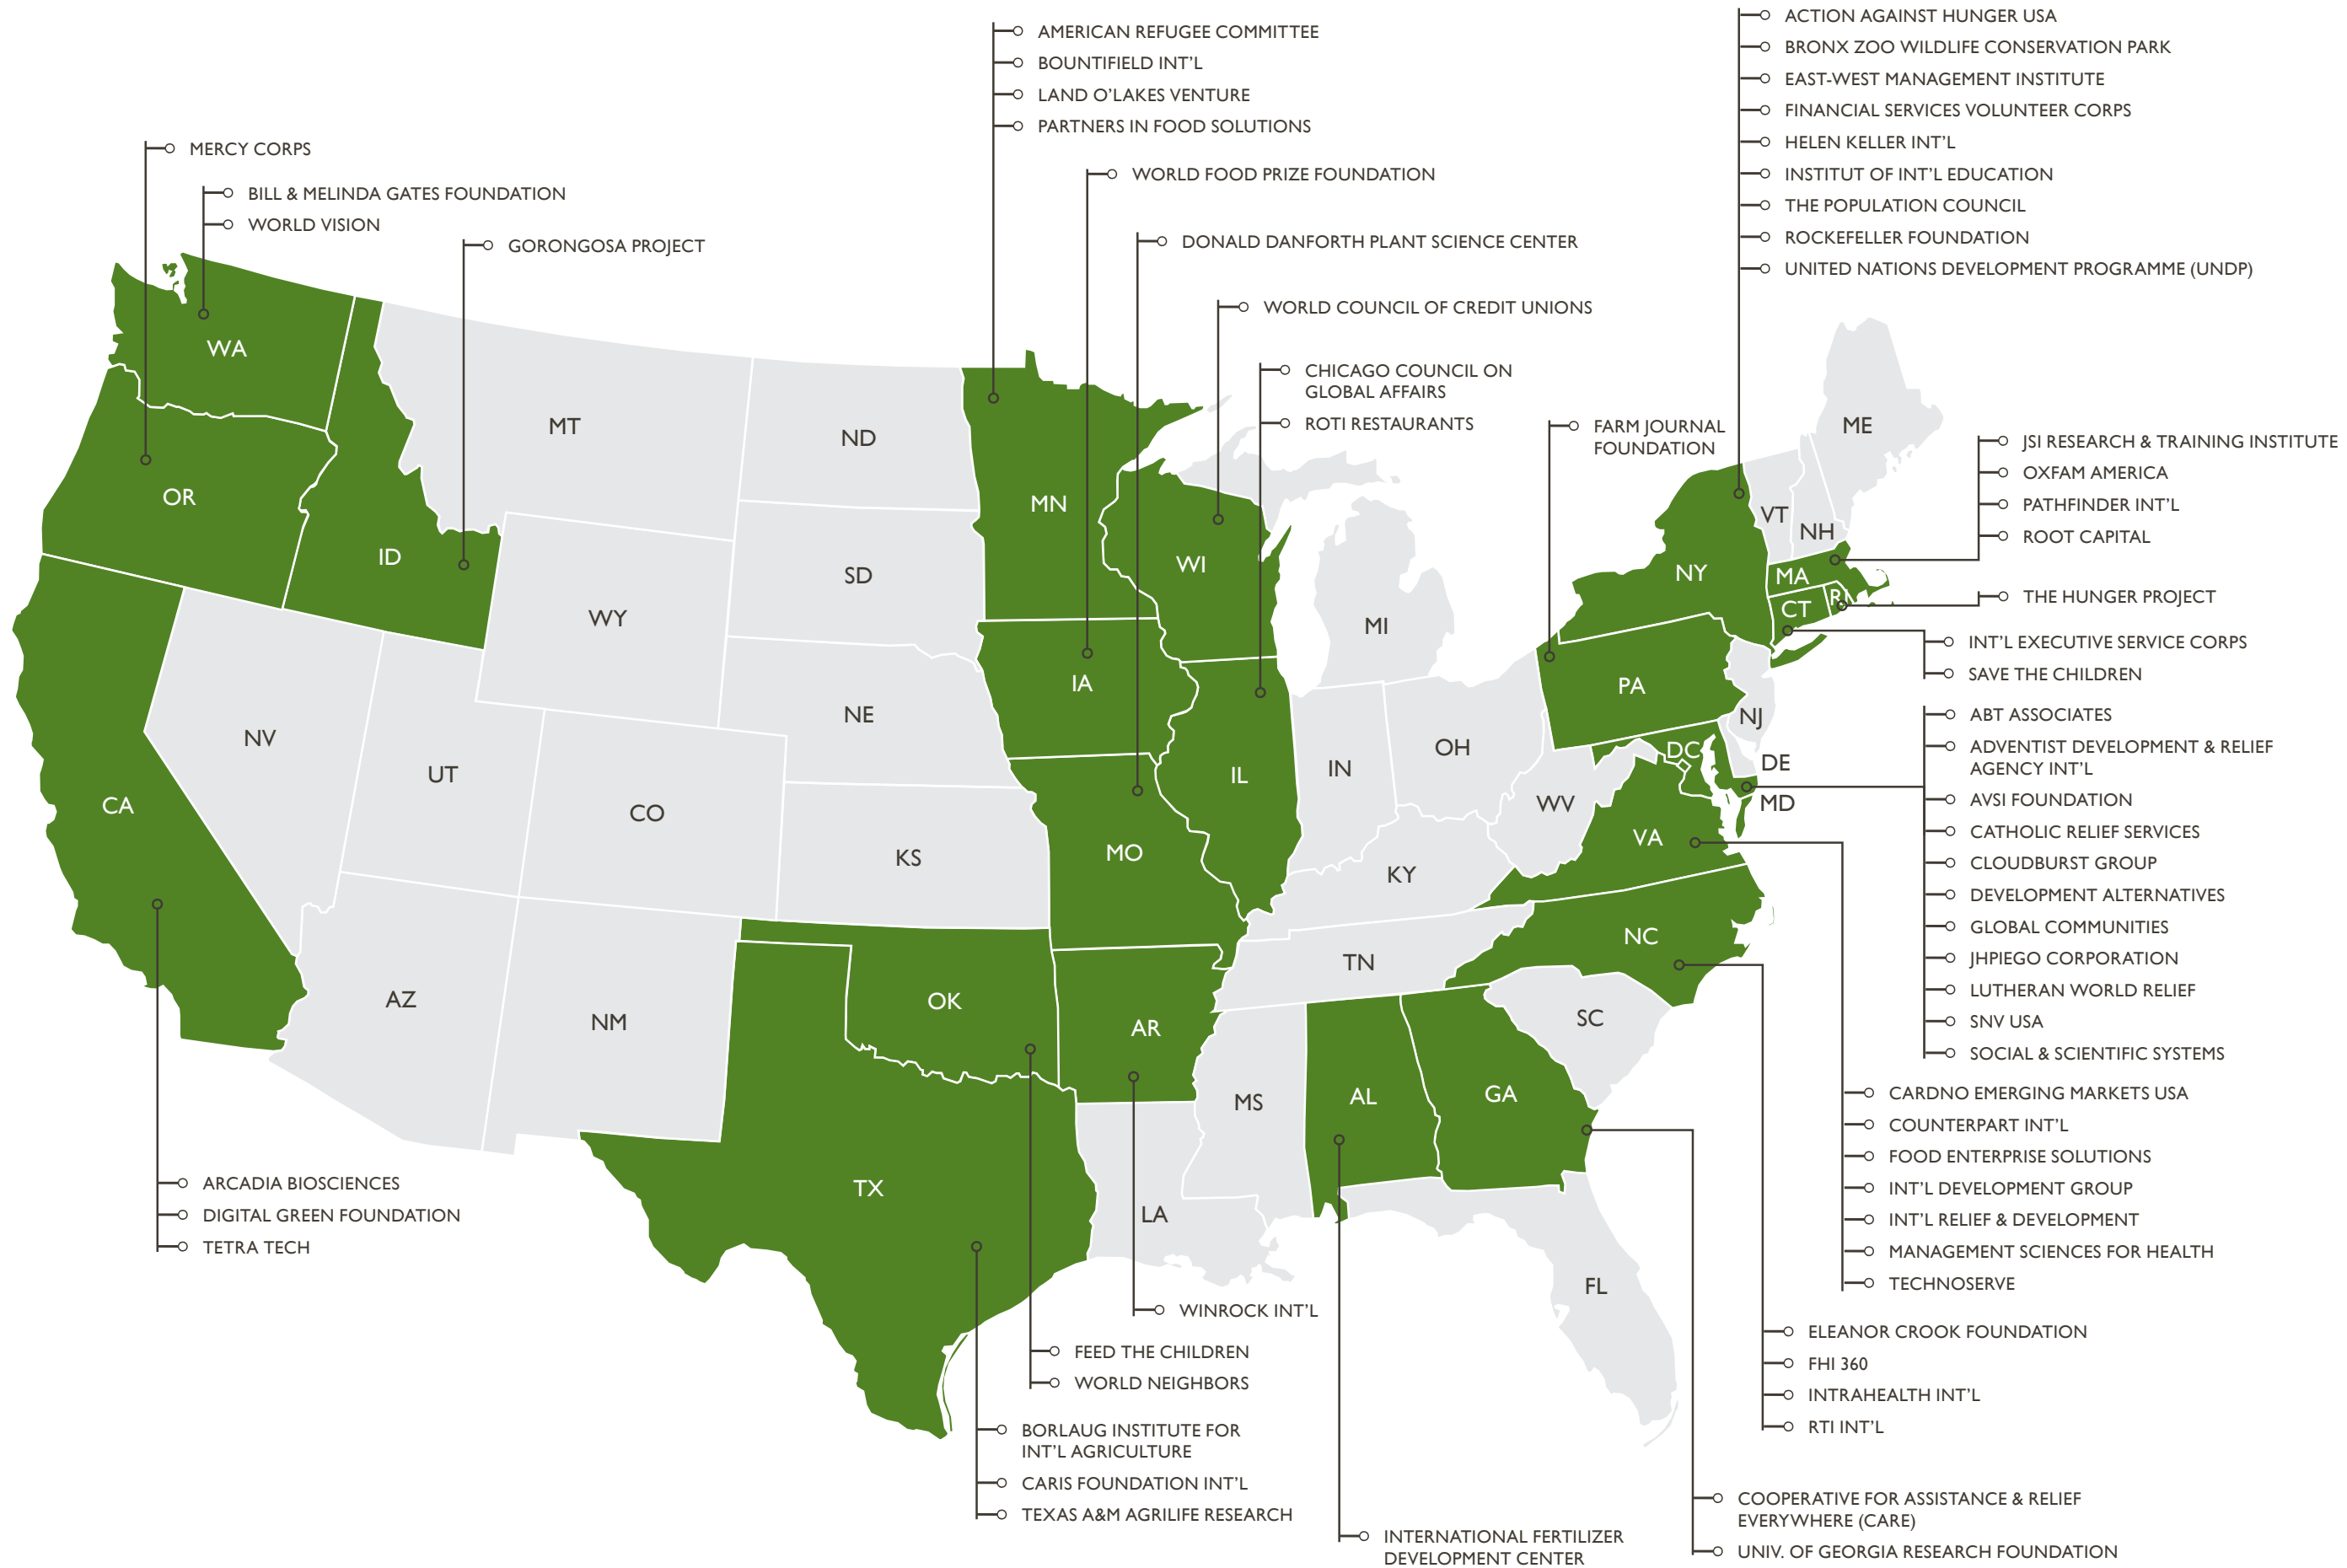 AMERICAN REFUGEE COMMITTEE
BOUNTIFIELD INT'L
LAND O'LAKES VENTURE
PARTNERS IN FOOD SOLUTIONS
ACTION AGAINST HUNGER USA
BRONX ZOO WILDLIFE CONSERVATION PARK
EAST-WEST MANAGEMENT INSTITUTE
FINANCIAL SERVICES VOLUNTEER CORPS
HELEN KELLER INT'L
INSTITUT OF INT'L EDUCATION
THE POPULATION COUNCIL
ROCKEFELLER FOUNDATION
UNITED NATIONS DEVELOPMENT PROGRAMME (UNDP)
MERCY CORPS
BILL & MELINDA GATES FOUNDATION
WORLD VISION
GORONGOSA PROJECT
WORLD FOOD PRIZE FOUNDATION
DONALD DANFORTH PLANT SCIENCE CENTER
WORLD COUNCIL OF CREDIT UNIONS
CHICAGO COUNCIL ON
GLOBAL AFFAIRS
ROTI RESTAURANTS
FARM JOURNAL
FOUNDATION
JSI RESEARCH & TRAINING INSTITUTE
OXFAM AMERICA
PATHFINDER INT'L
ROOT CAPITAL
THE HUNGER PROJECT
INT'L EXECUTIVE SERVICE CORPS
SAVE THE CHILDREN
ABT ASSOCIATES
ADVENTIST DEVELOPMENT & RELIEF
AGENCY INT'L
AVSI FOUNDATION
CATHOLIC RELIEF SERVICES
CLOUDBURST GROUP
DEVELOPMENT ALTERNATIVES
GLOBAL COMMUNITIES
JHPIEGO CORPORATION
LUTHERAN WORLD RELIEF
SNV USA
SOCIAL & SCIENTIFIC SYSTEMS
CARDNO EMERGING MARKETS USA
COUNTERPART INT'L
FOOD ENTERPRISE SOLUTIONS
INT'L DEVELOPMENT GROUP
INT'L RELIEF & DEVELOPMENT
MANAGEMENT SCIENCES FOR HEALTH
TECHNOSERVE
ELEANOR CROOK FOUNDATION
FHI 360
INTRAHEALTH INT'L
RTI INT'L
COOPERATIVE FOR ASSISTANCE & RELIEF
EVERYWHERE (CARE)
UNIV. OF GEORGIA RESEARCH FOUNDATION
INTERNATIONAL FERTILIZER
DEVELOPMENT CENTER
WINROCK INT'L
FEED THE CHILDREN
WORLD NEIGHBORS
BORLAUG INSTITUTE FOR
INT'L AGRICULTURE
CARIS FOUNDATION INT'L
TEXAS A&M AGRILIFE RESEARCH
ARCADIA BIOSCIENCES
DIGITAL GREEN FOUNDATION
TETRA TECH
WA
OR
ID
MT
ND
MN
WI
SD
WY
NE
IA
MI
NY
VT
NH
ME
MA
CT
RI
PA
NJ
DE
MD
DC
CA
NV
UT
CO
KS
MO
IL
IN
OH
WV
VA
KY
NC
TN
SC
AZ
NM
OK
AR
TX
LA
MS
AL
GA
FL